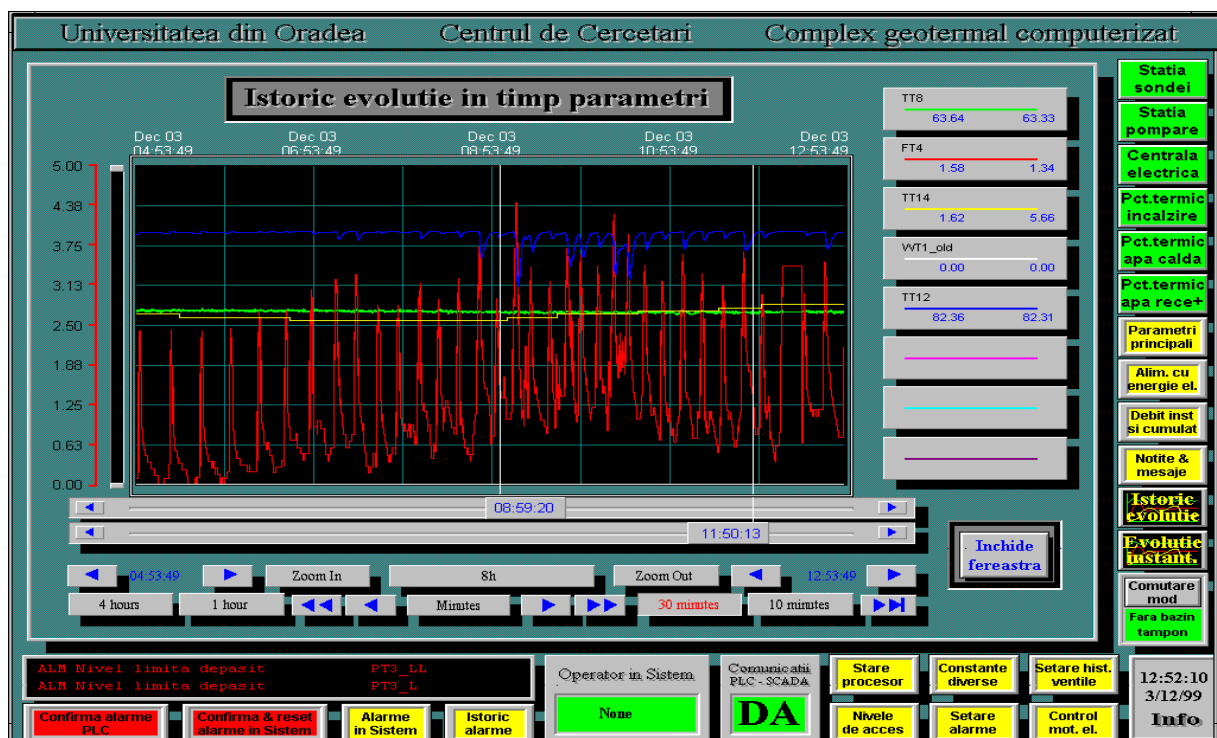 Universitatea din Oradea Centrul de Cercetari Complex geotermal computerizat
Istoric evolutie in timp parametri
Dec 03 Dec 03 Dec 03 Dec 03 Dec 03
04:53:49 06:53:49 08:53:49 10:53:49 12:53:49
5.00
4.38
3.75
3.13
2.50
1.88
1.25
0.63
0.00
TT8
63.64 63.33
FT4
1.58 1.34
TT14
1.62 5.66
VVT1_old
0.00 0.00
TT12
82.36 82.31
08:59:20
11:50:13
04:53:49 Zoom In 8h Zoom Out 12:53:49
4 hours 1 hour Minutes 30 minutes 10 minutes
Inchide
fereastra
Statia
sondei
Statia
pompare
Centrala
electrica
Pct.termic
incalzire
Pct.termic
apa calda
Pct.termic
apa rece+
Parametri
principali
Alim. cu
energie el.
Debit inst
si cumulat
Notite &
mesaje
Istoric
evolutie
Evolutie
instant.
Comutare
mod
Fara bazin
tampon
ALM Nivel limita depasit PT3_LL
ALM Nivel limita depasit PT3_L
Confirma alarme
PLC
Confirma & reset
alarme in Sistem
Alarme
in Sistem
Istoric
alarme
Operator in Sistem
None
Comunicatii
PLC - SCADA
DA
Stare
procesor
Constante
diverse
Setare hist.
ventile
Nivele
de acces
Setare
alarme
Control
mot. el.
12:52:10
3/12/99
Info